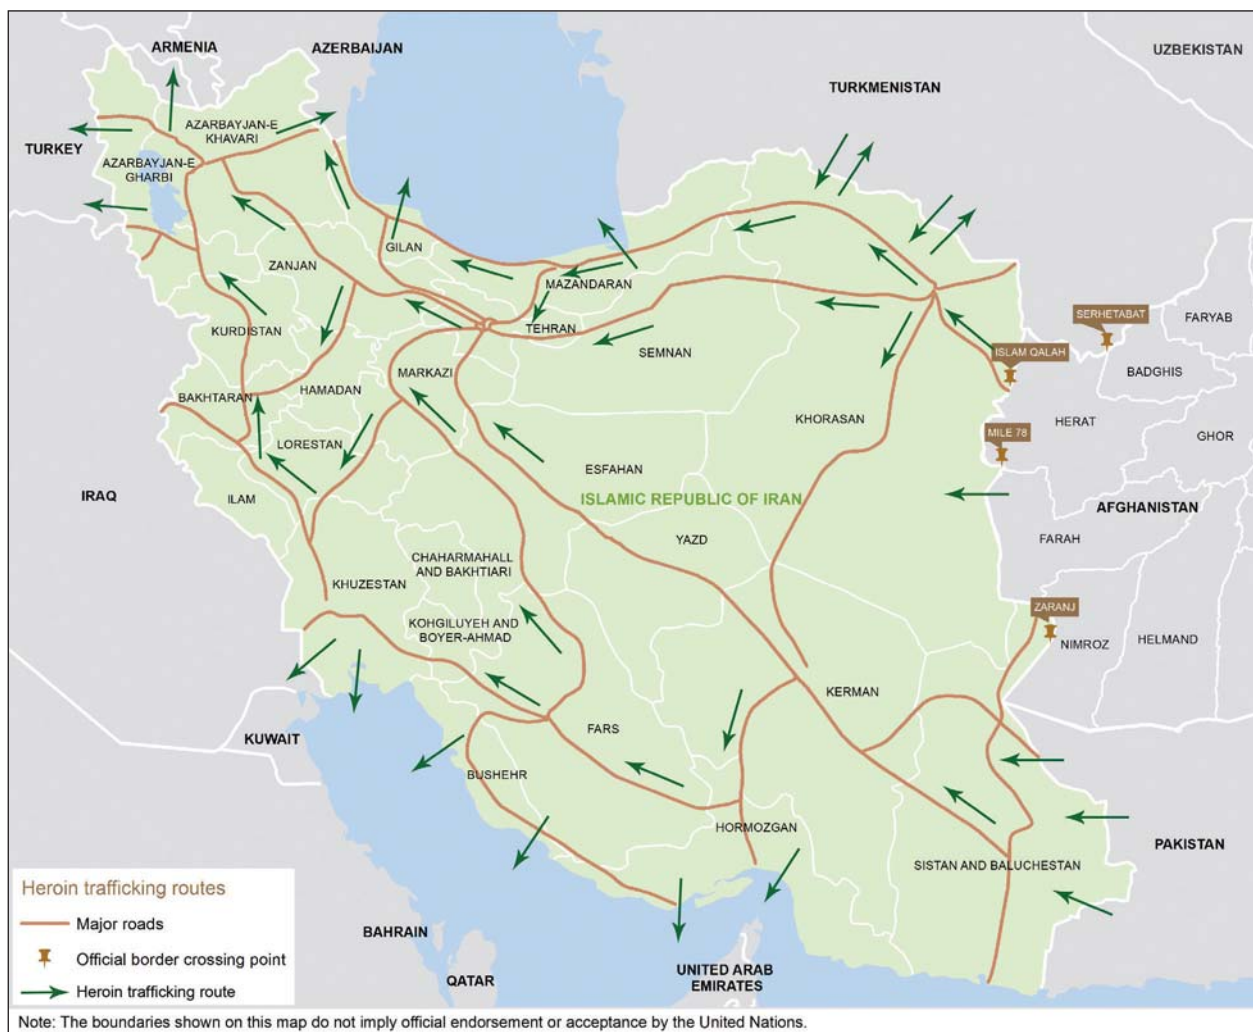 ARMENIA
AZERBAIJAN
UZBEKISTAN
TURKMENISTAN
AZARBAYJAN-E
KHAVARI
TURKEY
AZARBAYJAN-E
GHARBI
GILAN
ZANJAN
MAZANDARAN
SERHETABAT
FARYAB
KURDISTAN
TEHRAN
SEMNAN
ISLAM QALAH
MARKAZI
BADGHIS
BAKHTARAN
HAMADAN
KHORASAN
HERAT
MILE 78
GHOR
LORESTAN
ESFAHAN
IRAQ
ILAM
ISLAMIC REPUBLIC OF IRAN
AFGHANISTAN
YAZD
FARAH
CHAHARMAHALL
AND BAKHTIARI
KHUZESTAN
ZARANJ
KOHGILUYEH AND
BOYER-AHMAD
NIMROZ
HELMAND
KERMAN
KUWAIT
FARS
BUSHEHR
HORMOZGAN
PAKISTAN
SISTAN AND BALUCHESTAN
BAHRAIN
QATAR
UNITED ARAB
EMIRATES
Heroin trafficking routes
Major roads
Official border crossing point
Heroin trafficking route
Note: The boundaries shown on this map do not imply official endorsement or acceptance by the United Nations.